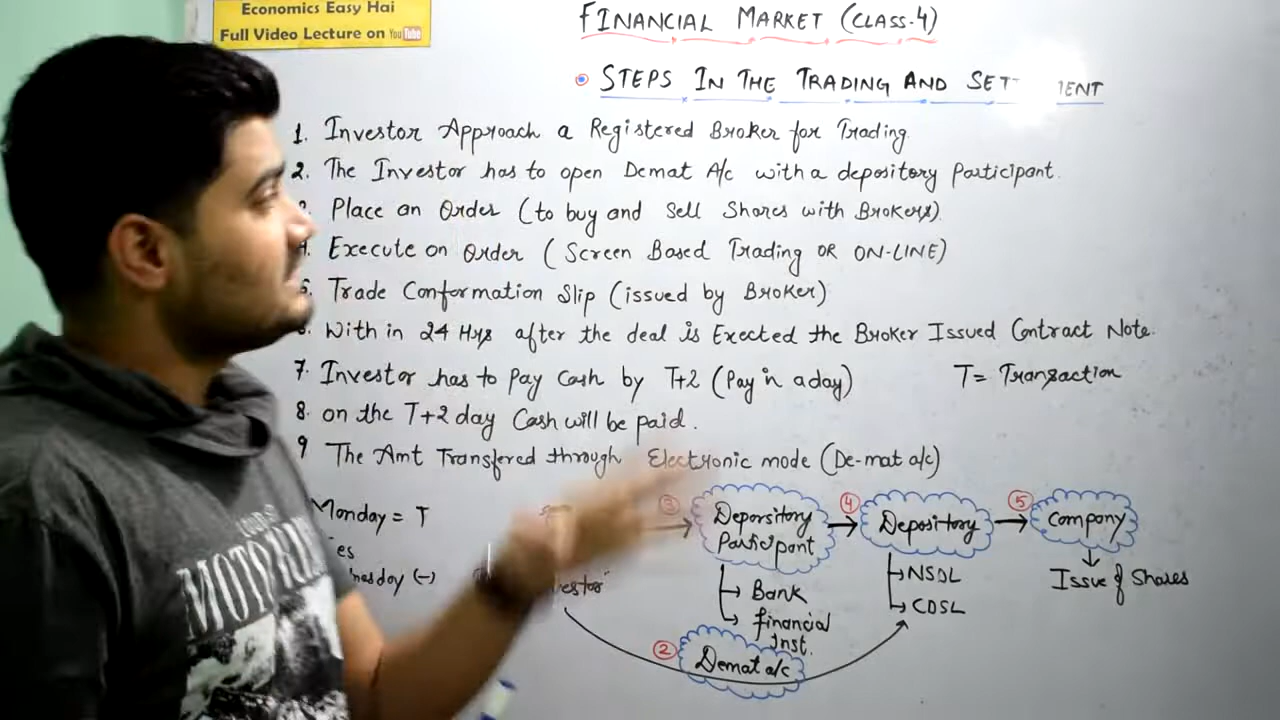 Economics Easy Hai
Full Video Lecture on YouTube
FINANCIAL MARKET (CLASS-4)
STEPS IN THE TRADING AND
1. Investor Approach a Registered Broker for Trading.
2. The Investor has to open Demat A/c with a depository Participant.
Place an Order (to buy and Sell Shares with Brokers).
Execute on Order (Screen Based Trading OR ON-LINE)
Trade Conformation Slip (issued by Broker)
With in 24 Hrs after the deal is Exected the Broker Issued Contract Note.
7. Investor has to Pay Cash by T+2 (Pay in a day)
T = Transaction
8. on the T+2 day Cash will be paid.
9 The Amt Transfered through Electronic mode (De-mat a/c)
Monday = T
(-)
3
Deporsitory Participant
4
Depository
5
Company
Bank
Financial Inst.
NSDL
CDSL
Issue of Shares
2
Demat a/c
MOTOR